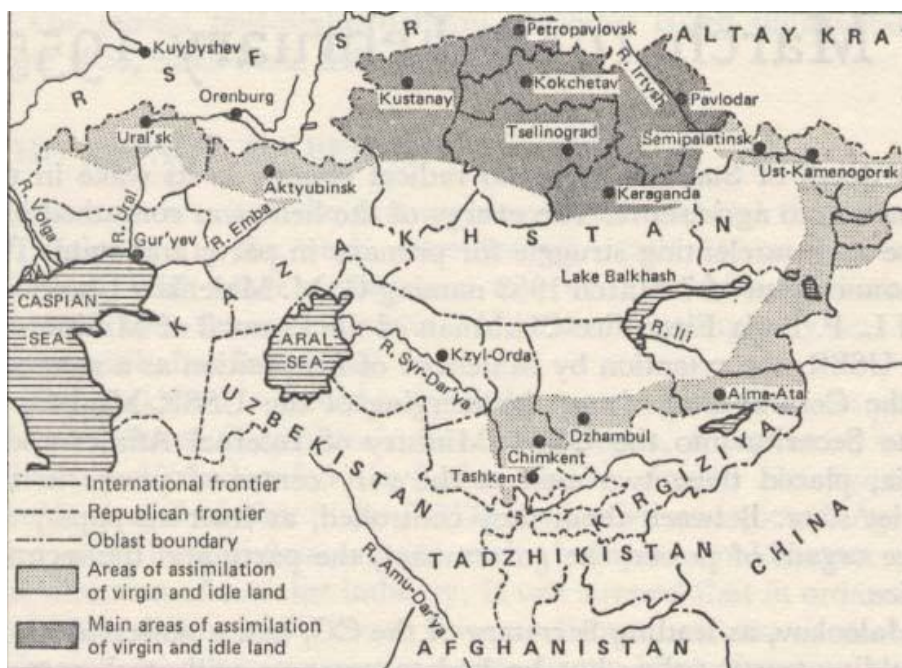 Petropavlovsk
ALTAY KRA
Kuybyshev
R S F S R
Orenburg
Kustanay
Kokchetav
R. Irtysh
Pavlodar
Ural'sk
Tselinograd
Semipalatinsk
Aktyubinsk
Ust-Kamenogorsk
Karaganda
R. Volga
R. Ural
R. Emba
Gur'yev
KAZAKHSTAN
Lake Balkhash
CASPIAN
SEA
ARAL
SEA
R. Ili
Kzyl-Orda
R. Syr-Dar'
Alma-Ata
Dzhambul
Chimkent
UZBEKISTAN
Tashkent
KIRGIZIYA
CHINA
TADZHIKISTAN
R. Amu-Dar'ya
AFGHANISTAN
International frontier
Republican frontier
Oblast boundary
Areas of assimilation
of virgin and idle land
Main areas of assimilation
of virgin and idle land